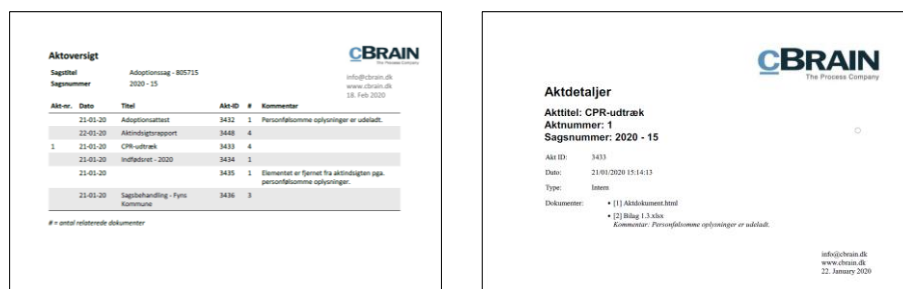 Aktoversigt
cBRAIN
The Process Company
Sagstitel Adoptionssag - 805715
Sagsnummer 2020 - 15
info@cbrain.dk
www.cbrain.dk
18. Feb 2020
Akt-nr. Dato Titel Akt-ID # Kommentar
21-01-20 Adoptionsattest 3432 1 Personfølsomme oplysninger er udeladt.
22-01-20 Aktindsigtsrapport 3448 4
1 21-01-20 CPR-udtræk 3433 4
21-01-20 Indfødsret - 2020 3434 1
21-01-20 3435 1 Elementet er fjernet fra aktindsigten pga.
personfølsomme oplysninger.
21-01-20 Sagsbehandling - Fyns 3436 3
Kommune
# = antal relaterede dokumenter
cBRAIN
The Process Company
Aktdetaljer
Akttitel: CPR-udtræk
Aktnummer: 1
Sagsnummer: 2020 - 15
Akt ID: 3433
Dato: 21/01/2020 15:14:13
Type: Intern
Dokumenter: • [1] Aktdokument.html
• [2] Bilag 1.3.xlsx
Kommentar: Personfølsomme oplysninger er udeladt.
info@cbrain.dk
www.cbrain.dk
22. January 2020